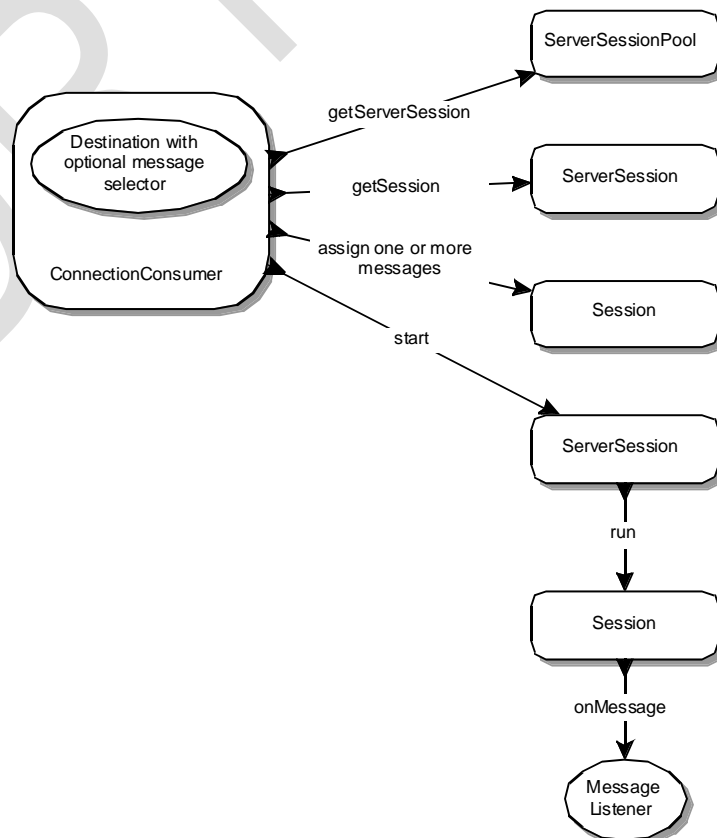 ServerSessionPool
getServerSession
Destination with
optional message
selector
ServerSession
getSession
assign one or more
messages
ConnectionConsumer
Session
start
ServerSession
run
Session
onMessage
Message
Listener